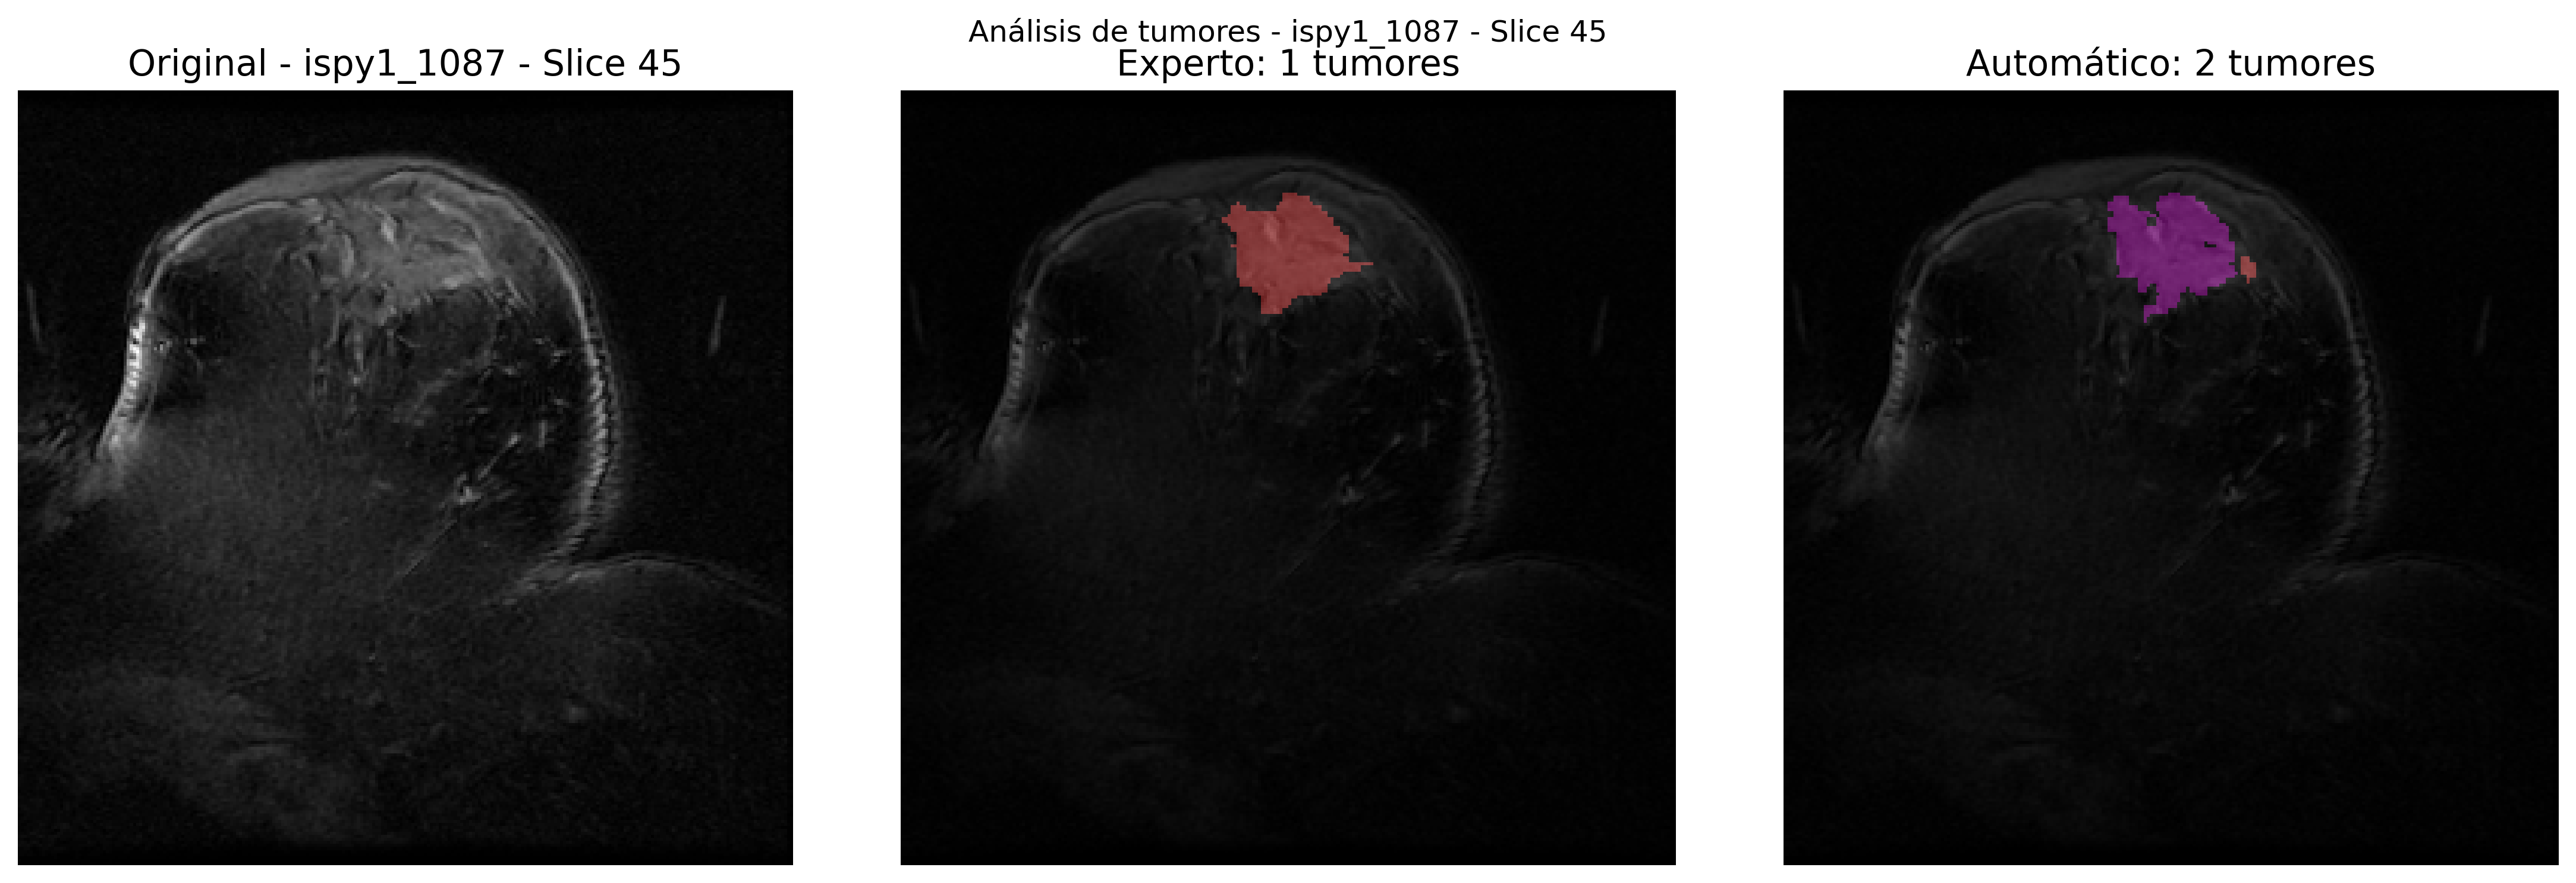 Análisis de tumores - ispy1_1087 - Slice 45
Original - ispy1_1087 - Slice 45
Experto: 1 tumores
Automático: 2 tumores